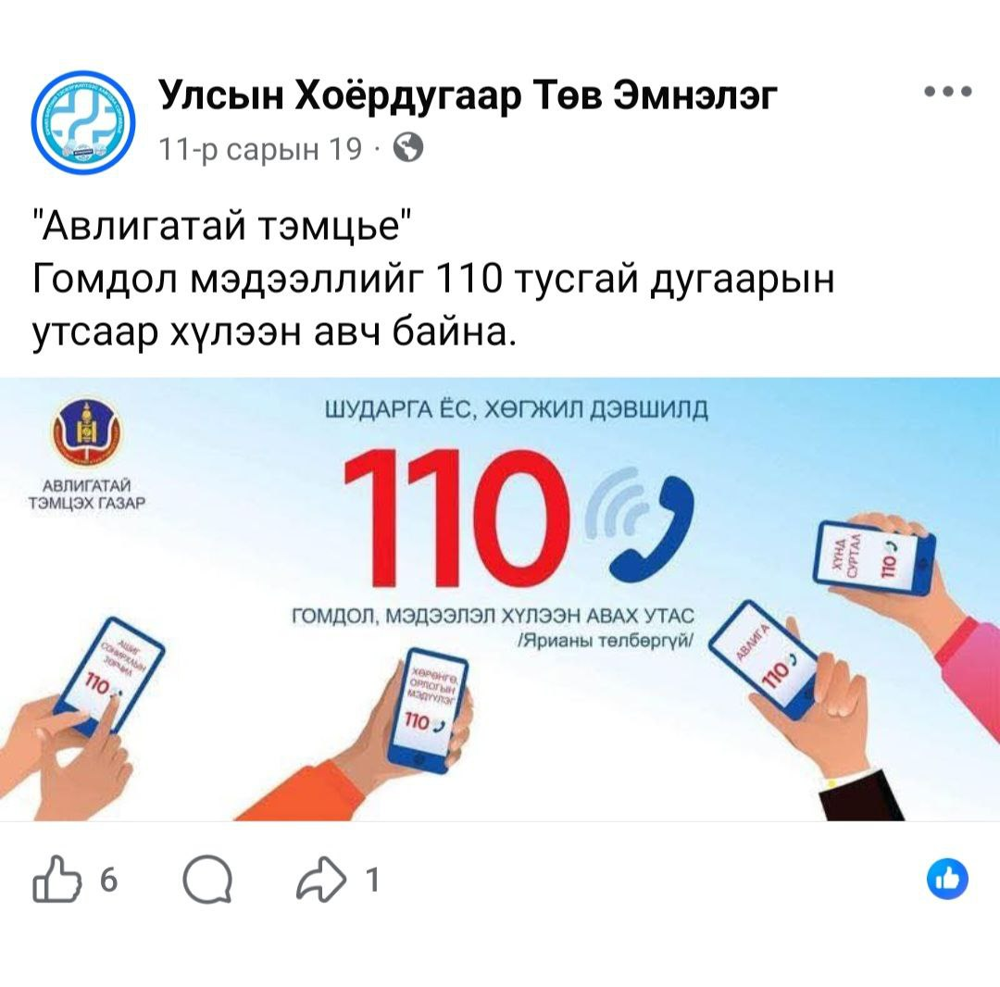 Улсын Хоёрдугаар Төв Эмнэлэг
11-р сарын 19 ·
"Авлигатай тэмцье"
Гомдол мэдээллийг 110 тусгай дугаарын
утсаар хүлээн авч байна.
АВЛИГАТАЙ
ТЭМЦЭХ ГАЗАР
ШУДАРГА ЁС, ХӨГЖИЛ ДЭВШИЛД
110
ГОМДОЛ, МЭДЭЭЛЭЛ ХҮЛЭЭН АВАХ УТАС
/Ярианы төлбөргүй/
АШИГ
СОНИРХЛЫН
ЗӨРЧИЛ
110
ХӨРӨНГӨ,
ОРЛОГЫН
МЭДҮҮЛЭГ
110
АВЛИГА
110
ХҮНД
СУРТАЛ
110
6
1